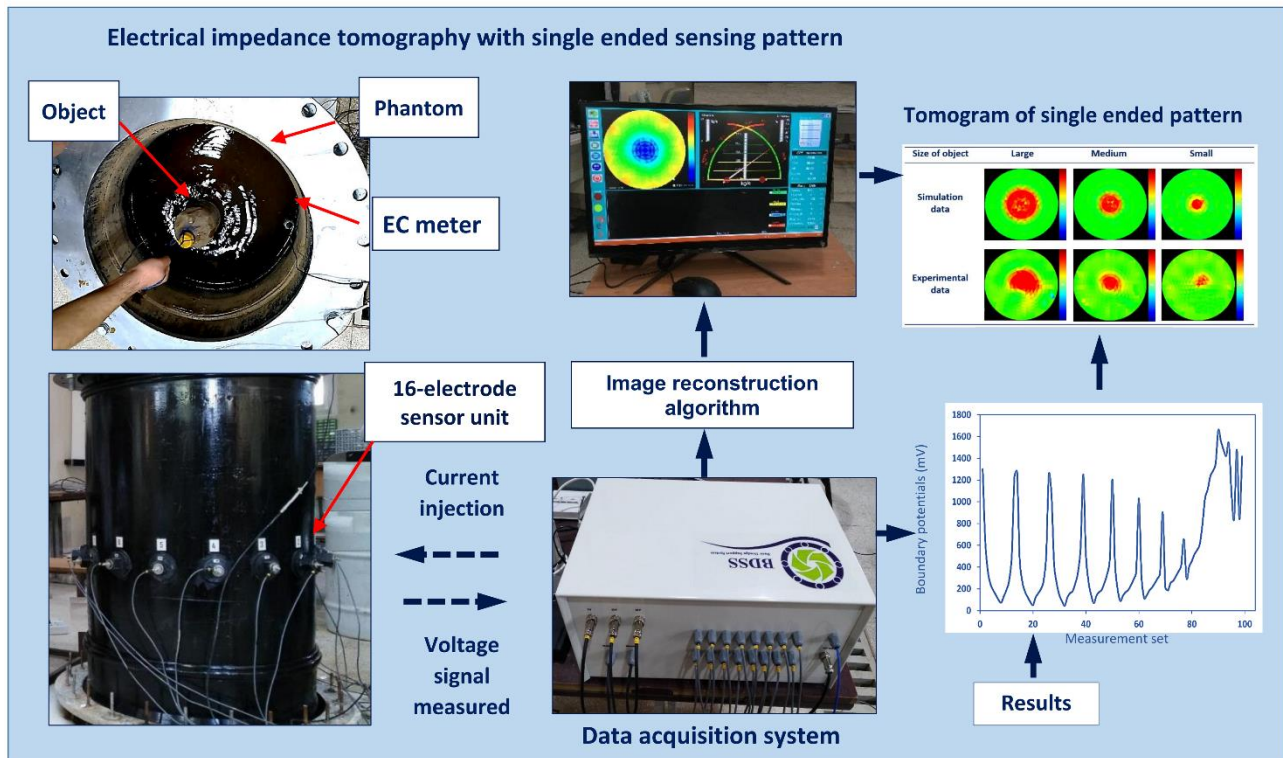 Electrical impedance tomography with single ended sensing pattern
Object
Phantom
EC meter
16-electrode
sensor unit
Current
injection
Voltage
signal
measured
Image reconstruction
algorithm
BDSS
Data acquisition system
Tomogram of single ended pattern
Size of object
Large
Medium
Small
Simulation
data
Experimental
data
Boundary potentials (mV)
1800
1600
1400
1200
1000
800
600
400
200
0
0
20
40
60
80
100
Measurement set
Results